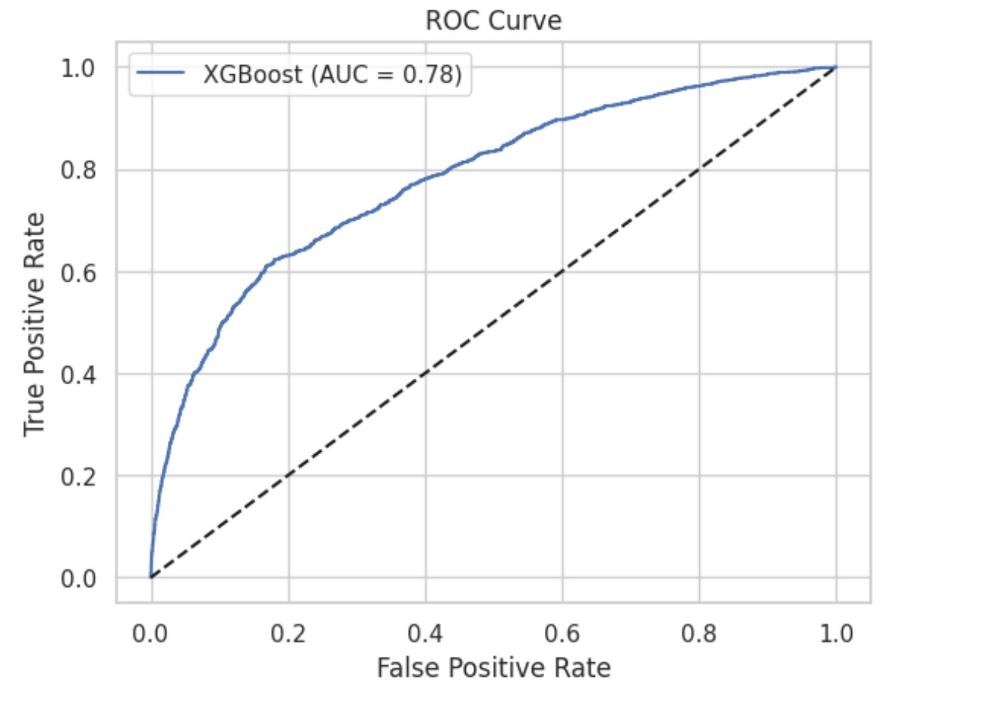 ROC Curve
XGBoost (AUC = 0.78)
1.0
0.8
0.6
0.4
0.2
0.0
True Positive Rate
0.0 0.2 0.4 0.6 0.8 1.0
False Positive Rate